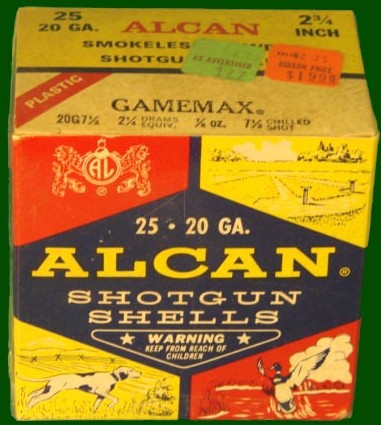 25 ALCAN 2¾
20 GA. INCH
SMOKELESS
SHOTGU
AS ADVERTISED
EDISON PRICE
$1.99
PLASTIC
GAMEMAX®
20G7½ 2¼ DRAMS EQUIV. ⅞ oz. 7½ CHILLED SHOT
AL
®
25 • 20 GA.
ALCAN®
SHOTGUN
SHELLS
★ WARNING ★
KEEP FROM REACH OF
CHILDREN